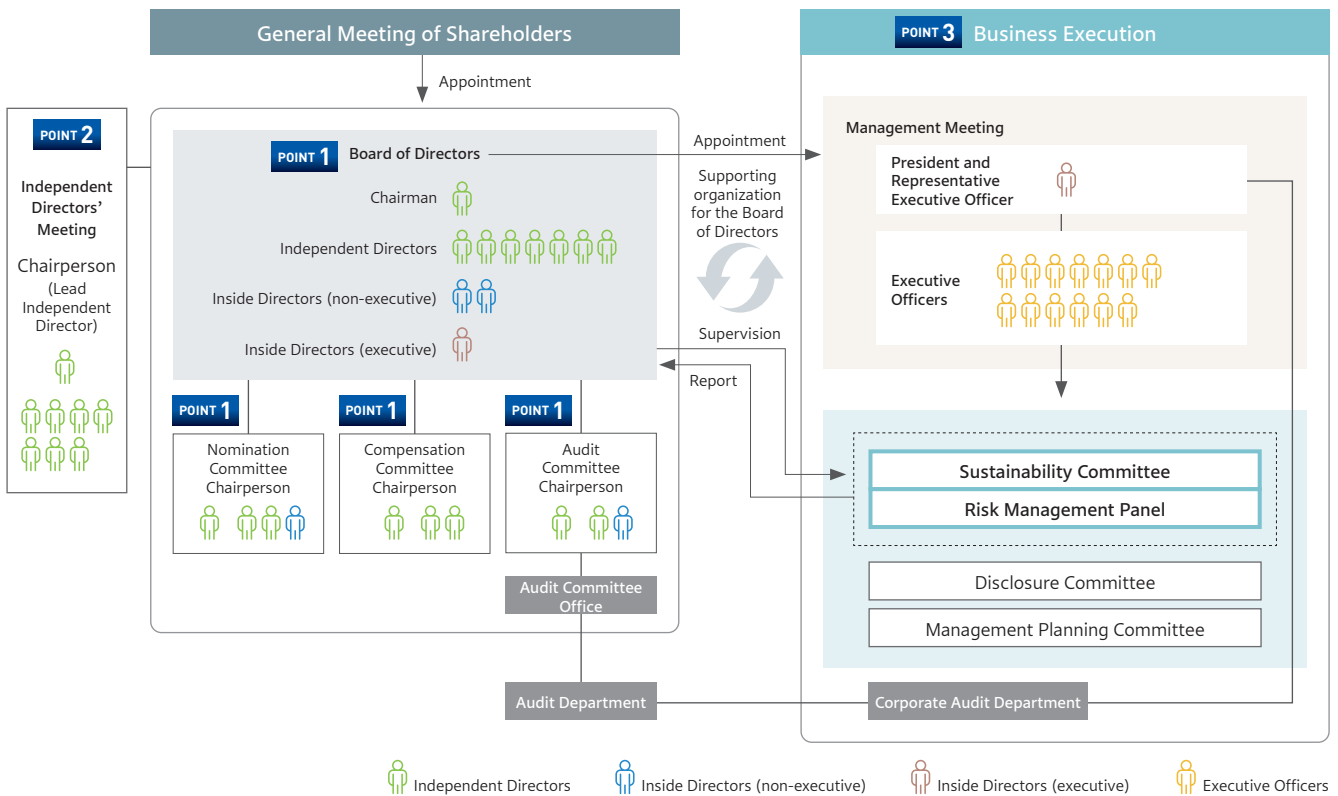 General Meeting of Shareholders
Appointment
POINT 2
Independent
Directors’
Meeting
Chairperson
(Lead
Independent
Director)
POINT 1 Board of Directors
Chairman
Independent Directors
Inside Directors (non-executive)
Inside Directors (executive)
POINT 1
Nomination
Committee
Chairperson
POINT 1
Compensation
Committee
Chairperson
POINT 1
Audit
Committee
Chairperson
Audit Committee
Office
Audit Department
Appointment
Supporting
organization
for the Board
of Directors
Supervision
Report
POINT 3 Business Execution
Management Meeting
President and
Representative
Executive Officer
Executive
Officers
Sustainability Committee
Risk Management Panel
Disclosure Committee
Management Planning Committee
Corporate Audit Department
Independent Directors
Inside Directors (non-executive)
Inside Directors (executive)
Executive Officers